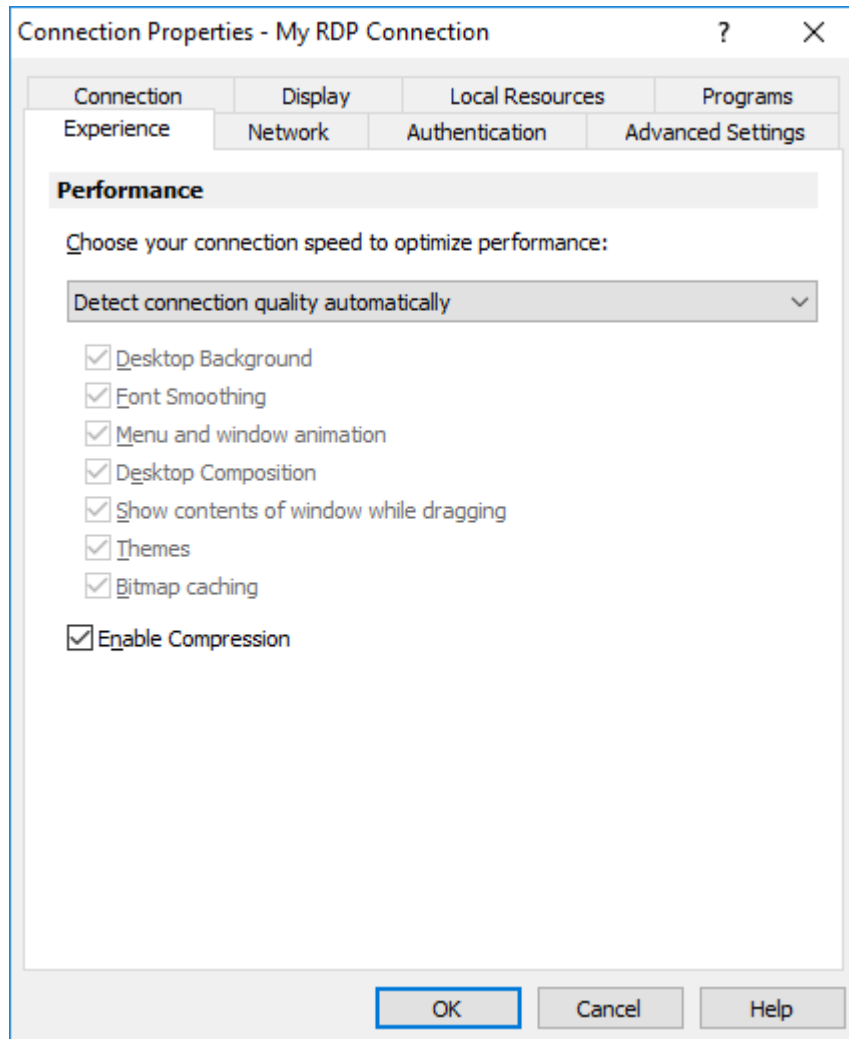 Connection Properties - My RDP Connection ?
Connection Display Local Resources Programs
Experience Network Authentication Advanced Settings
Performance
Choose your connection speed to optimize performance:
Detect connection quality automatically
Desktop Background
Font Smoothing
Menu and window animation
Desktop Composition
Show contents of window while dragging
Themes
Bitmap caching
Enable Compression
OK Cancel Help